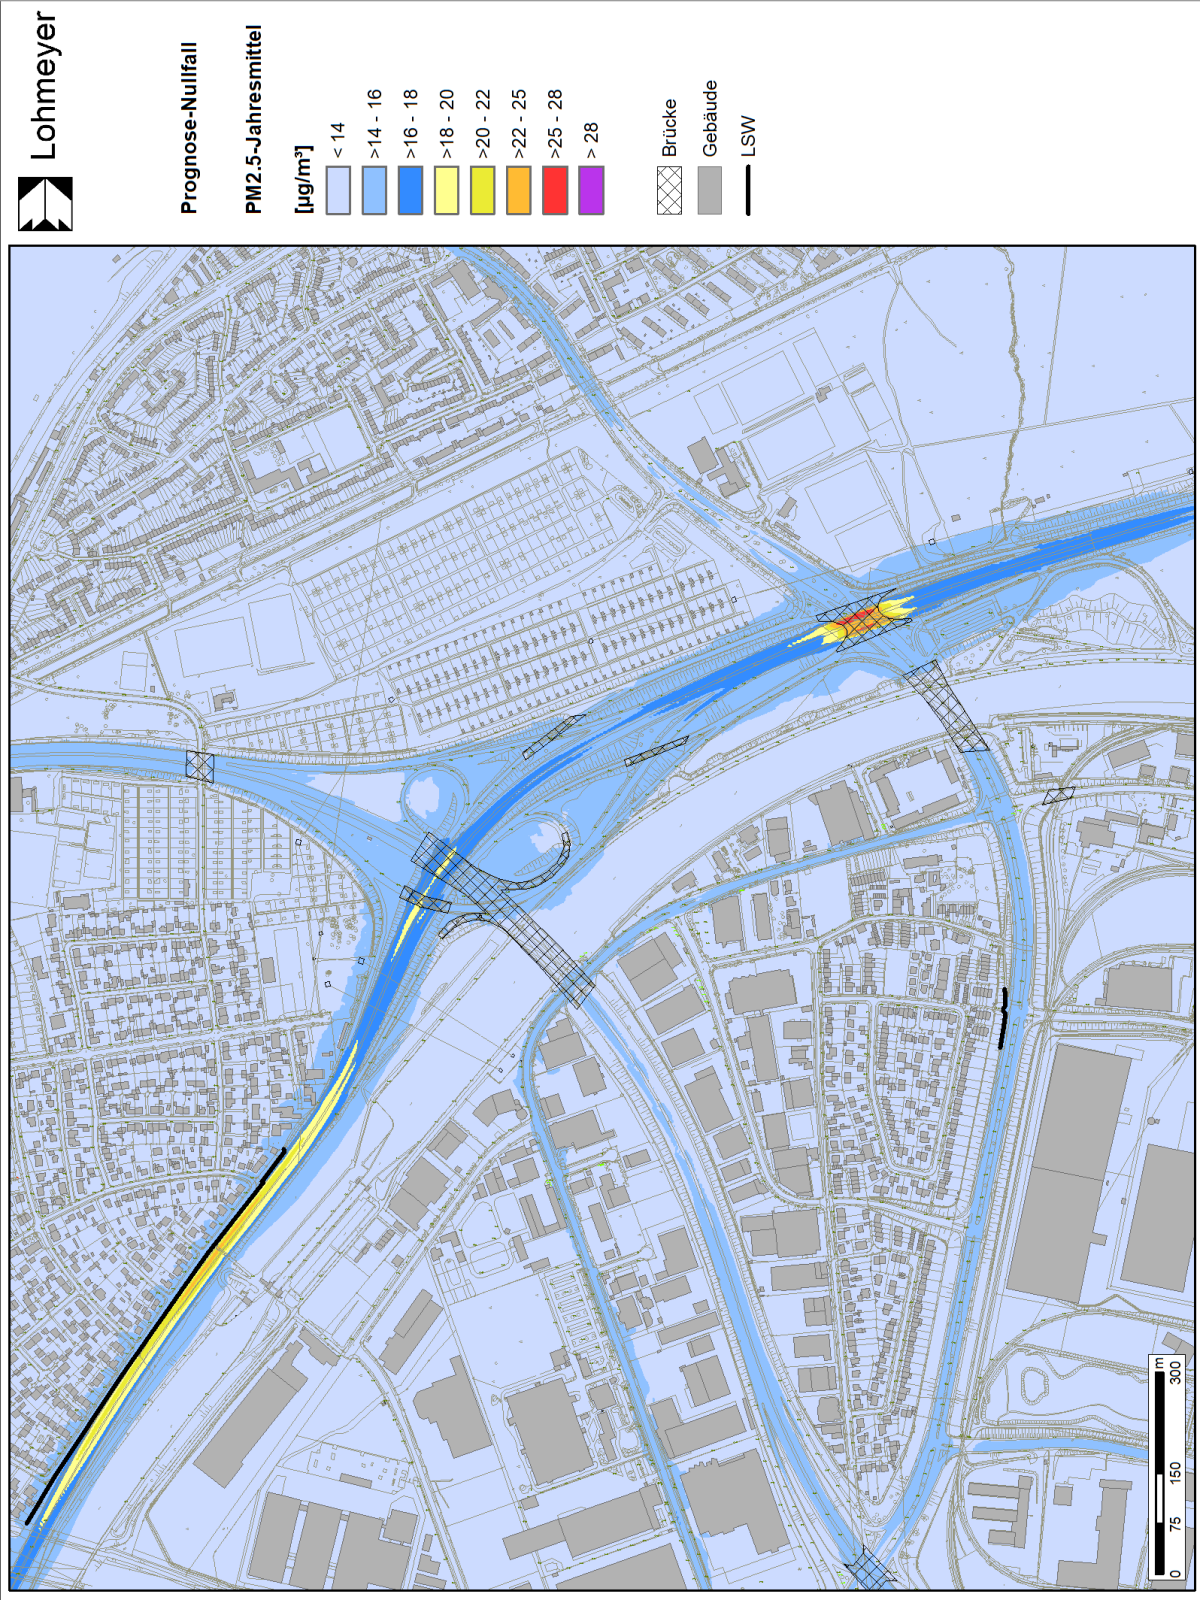 Lohmeyer
Prognose-Nullfall
PM2.5-Jahresmittel
[µg/m³]
< 14
>14 - 16
>16 - 18
>18 - 20
>20 - 22
>22 - 25
>25 - 28
> 28
Brücke
Gebäude
LSW
0 75 150 300
m